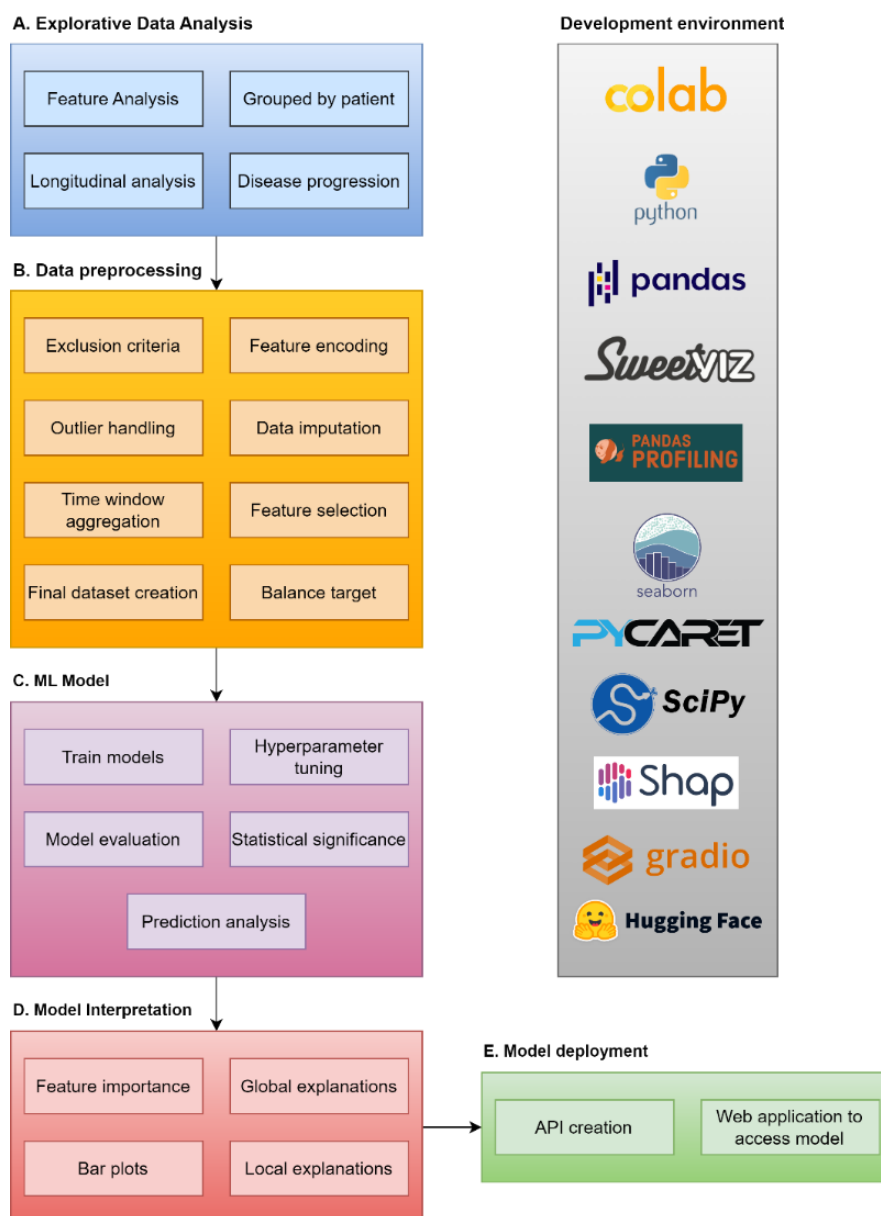 A. Explorative Data Analysis
Feature Analysis
Grouped by patient
Longitudinal analysis
Disease progression
B. Data preprocessing
Exclusion criteria
Feature encoding
Outlier handling
Data imputation
Time window
aggregation
Feature selection
Final dataset creation
Balance target
C. ML Model
Train models
Hyperparameter
tuning
Model evaluation
Statistical significance
Prediction analysis
D. Model Interpretation
Feature importance
Global explanations
Bar plots
Local explanations
Development environment
colab
python
pandas
SweetVIZ
PANDAS
PROFILING
seaborn
PYCARET
SciPy
Shap
gradio
Hugging Face
E. Model deployment
API creation
Web application to
access model